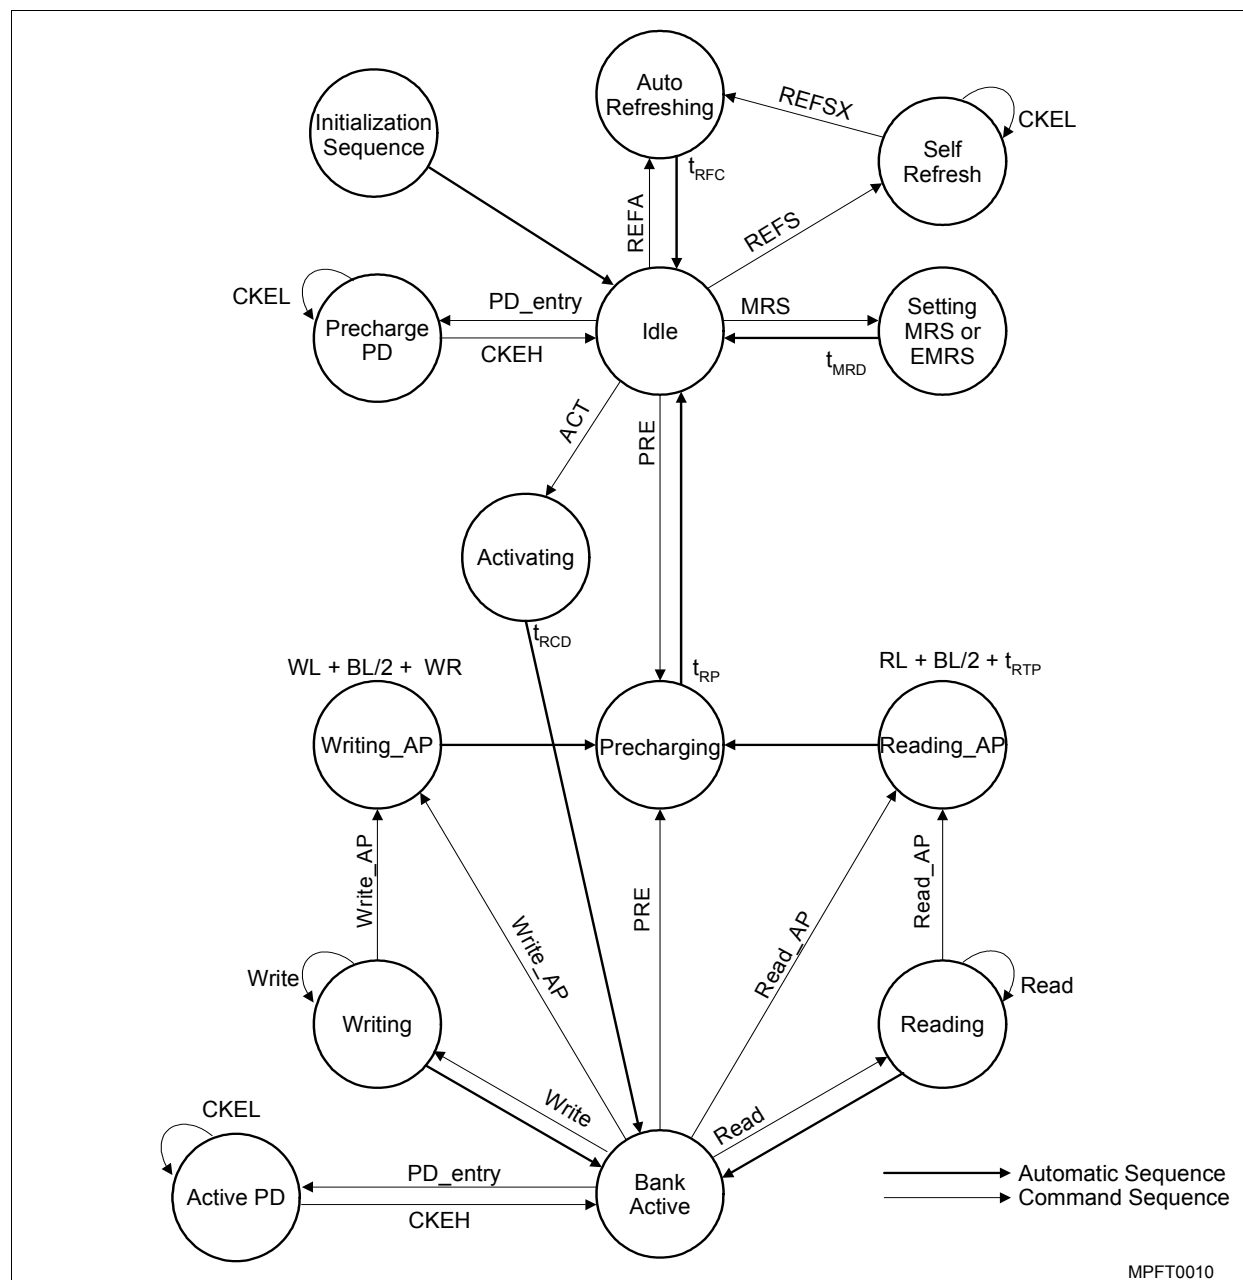 Auto
Refreshing
REFSX
CKEL
Initialization
Sequence
Self
Refresh
tRFC
REFA
REFS
CKEL
PD_entry
MRS
Precharge
PD
Idle
Setting
MRS or
EMRS
CKEH
tMRD
ACT
PRE
Activating
tRCD
WL + BL/2 + WR
tRP
RL + BL/2 + tRTP
Writing_AP
Precharging
Reading_AP
Write_AP
Write_AP
PRE
Read_AP
Read_AP
Write
Writing
Reading
Read
Write
Read
CKEL
PD_entry
Active PD
CKEH
Bank
Active
Automatic Sequence
Command Sequence
MPFT0010